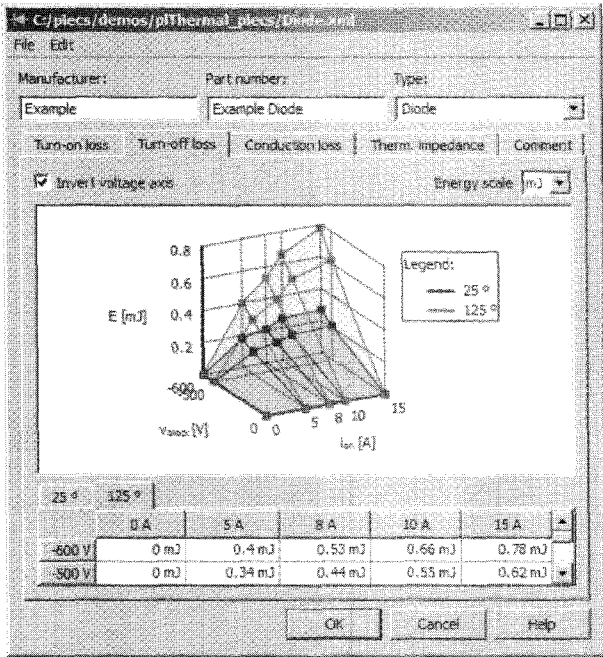 C:/plecs/demos/plThermal_plecs/Diode.xml
File Edit
Manufacturer: Part number: Type:
Example Example Diode Diode
Turn-on loss Turn-off loss Conduction loss Therm. impedance Comment
Invert voltage axis Energy scale mJ
0.8
0.6
0.4
0.2
E [mJ]
Legend:
25 °
125 °
-600
-500
0
0 5 8 10 15
Vblock [V]
ion [A]
25 ° 125 °
0 A 5 A 8 A 10 A 15 A
-600 V 0 mJ 0.4 mJ 0.53 mJ 0.66 mJ 0.78 mJ
-500 V 0 mJ 0.34 mJ 0.44 mJ 0.55 mJ 0.62 mJ
OK Cancel Help